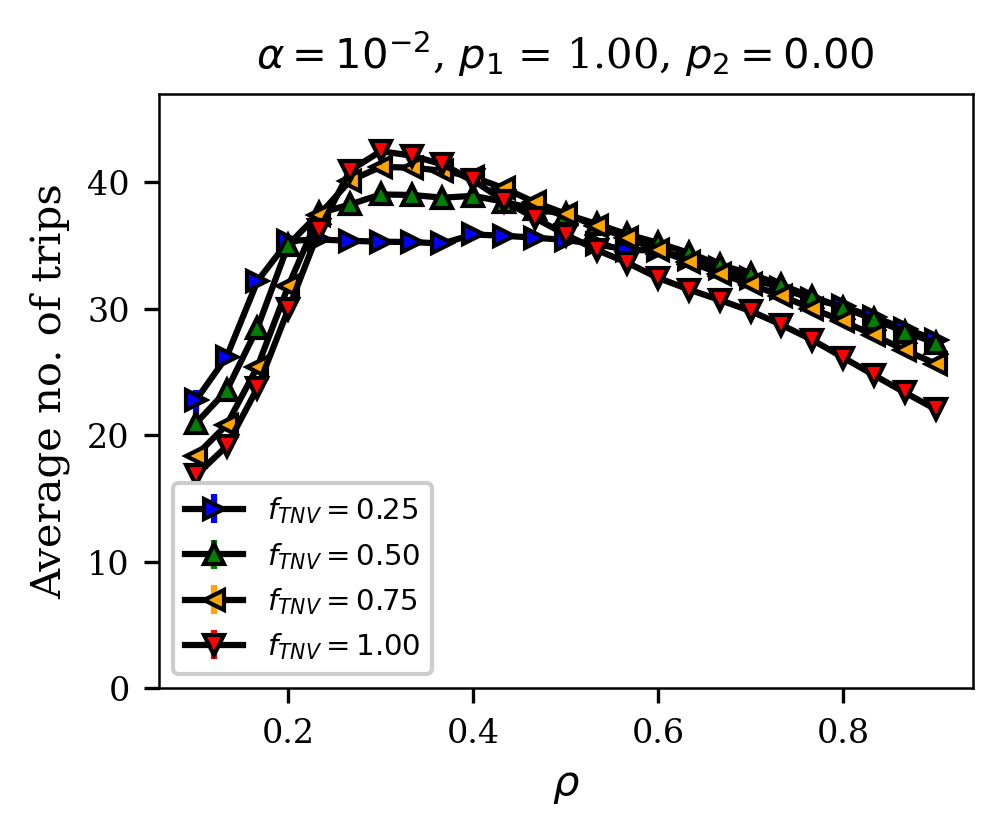 α = 10⁻², p₁ = 1.00, p₂ = 0.00
Average no. of trips
40
30
20
10
0
f_TNV = 0.25
f_TNV = 0.50
f_TNV = 0.75
f_TNV = 1.00
0.2 0.4 0.6 0.8
ρ